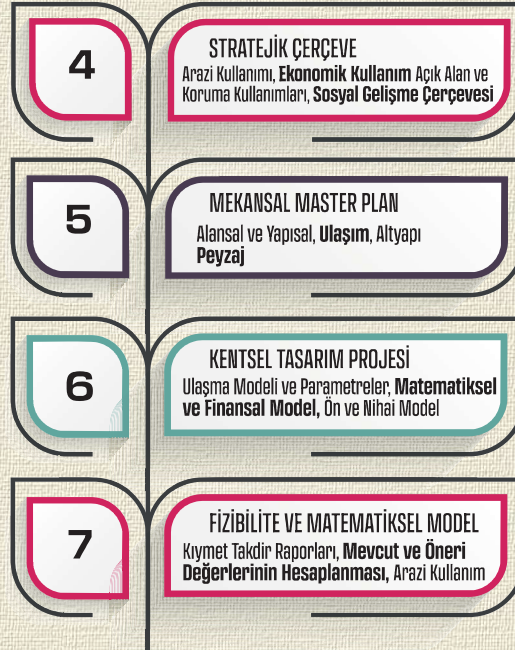 4
STRATEJİK ÇERÇEVE
Arazi Kullanımı, Ekonomik Kullanım Açık Alan ve
Koruma Kullanımları, Sosyal Gelişme Çerçevesi
5
MEKANSAL MASTER PLAN
Alansal ve Yapısal, Ulaşım, Altyapı
Peyzaj
6
KENTSEL TASARIM PROJESİ
Ulaşma Modeli ve Parametreler, Matematiksel
ve Finansal Model, Ön ve Nihai Model
7
FİZİBİLİTE VE MATEMATİKSEL MODEL
Kıymet Takdir Raporları, Mevcut ve Öneri
Değerlerinin Hesaplanması, Arazi Kullanım